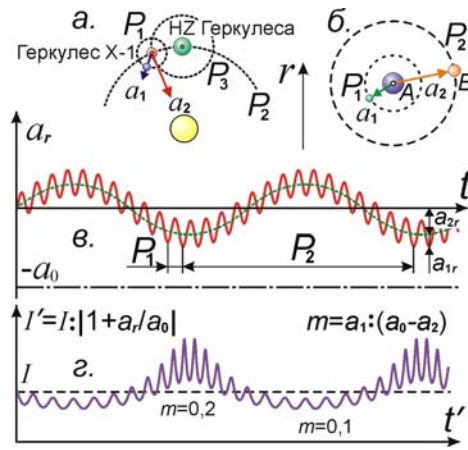 а.
P₁
HZ Геркулеса
Геркулес X-1
a₁
a₂
P₃
P₂
r
б.
P₂
P₁
A
B
a₁
a₂
aᵣ
t
a₂ᵣ
в.
P₁
P₂
a₁ᵣ
-a₀
I′=I:|1+aᵣ/a₀|
m=a₁:(a₀-a₂)
I
г.
m=0,2
m=0,1
t′